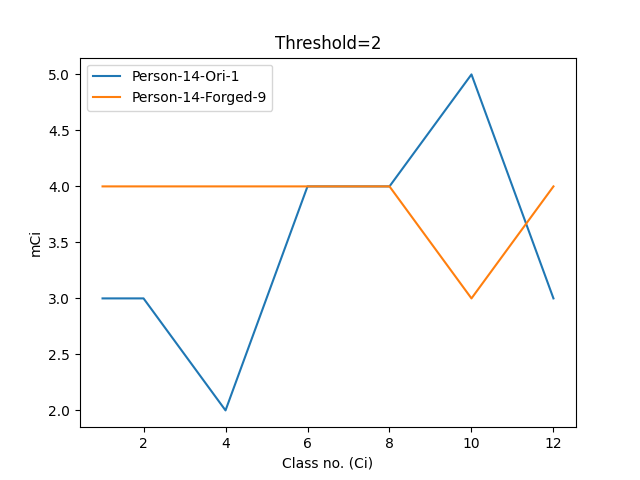 Threshold=2
Person-14-Ori-1
Person-14-Forged-9
5.0
4.5
4.0
3.5
3.0
2.5
2.0
mCi
2 4 6 8 10 12
Class no. (Ci)